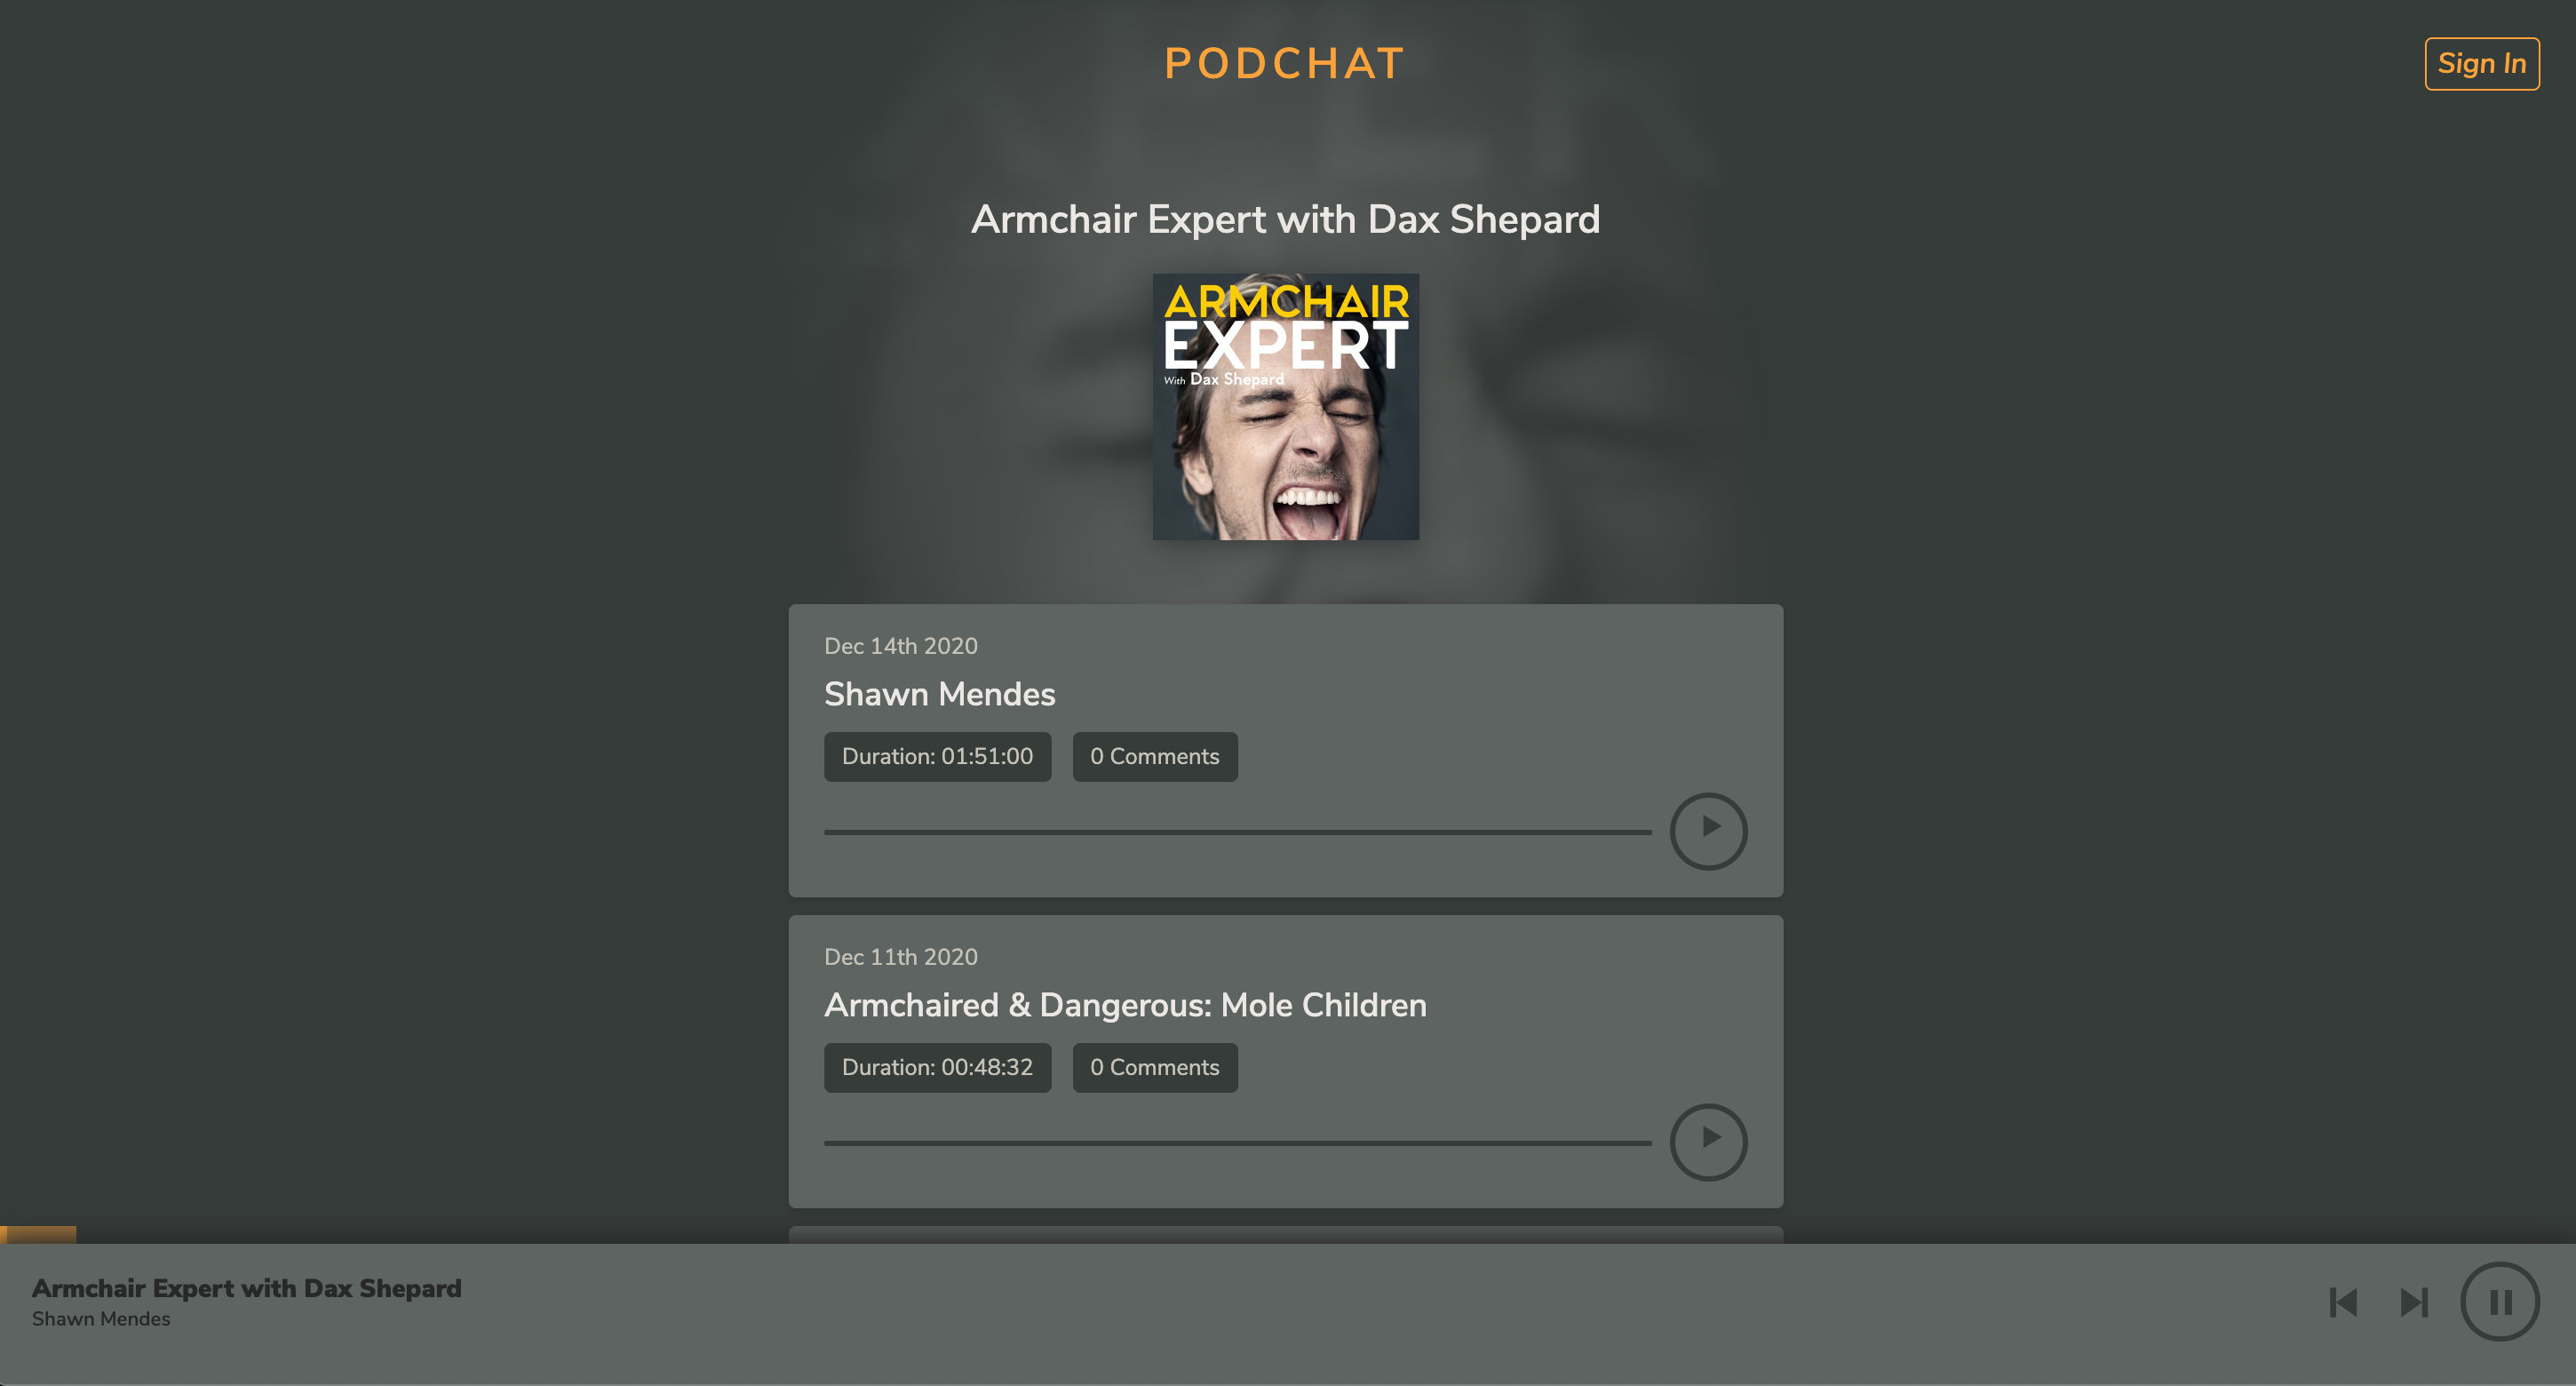 PODCHAT
Sign In
Armchair Expert with Dax Shepard
ARMCHAIR
EXPERT
With Dax Shepard
Dec 14th 2020
Shawn Mendes
Duration: 01:51:00
0 Comments
Dec 11th 2020
Armchaired & Dangerous: Mole Children
Duration: 00:48:32
0 Comments
Armchair Expert with Dax Shepard
Shawn Mendes